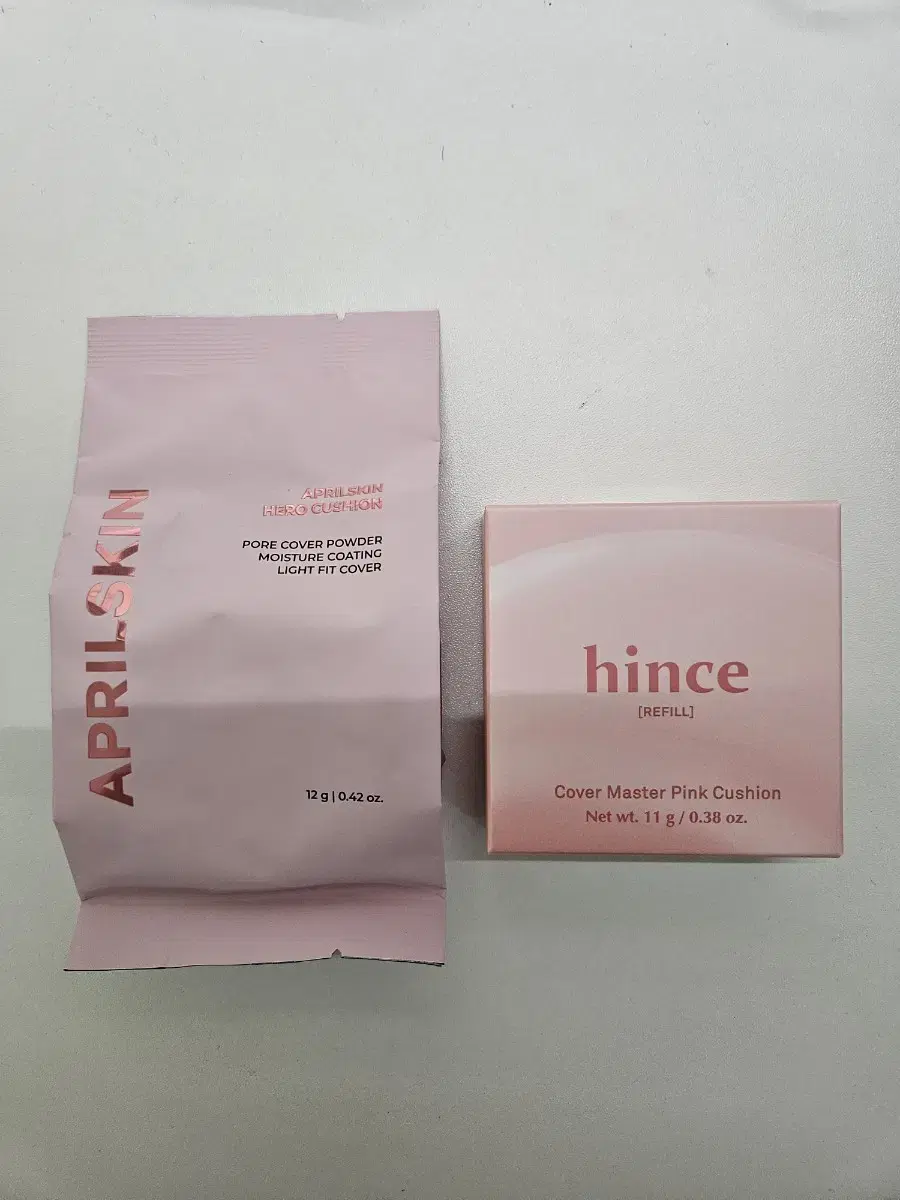 APRILSKIN
APRILSKIN
HERO CUSHION
PORE COVER POWDER
MOISTURE COATING
LIGHT FIT COVER
12 g | 0.42 oz.
hince
[REFILL]
Cover Master Pink Cushion
Net wt. 11 g / 0.38 oz.